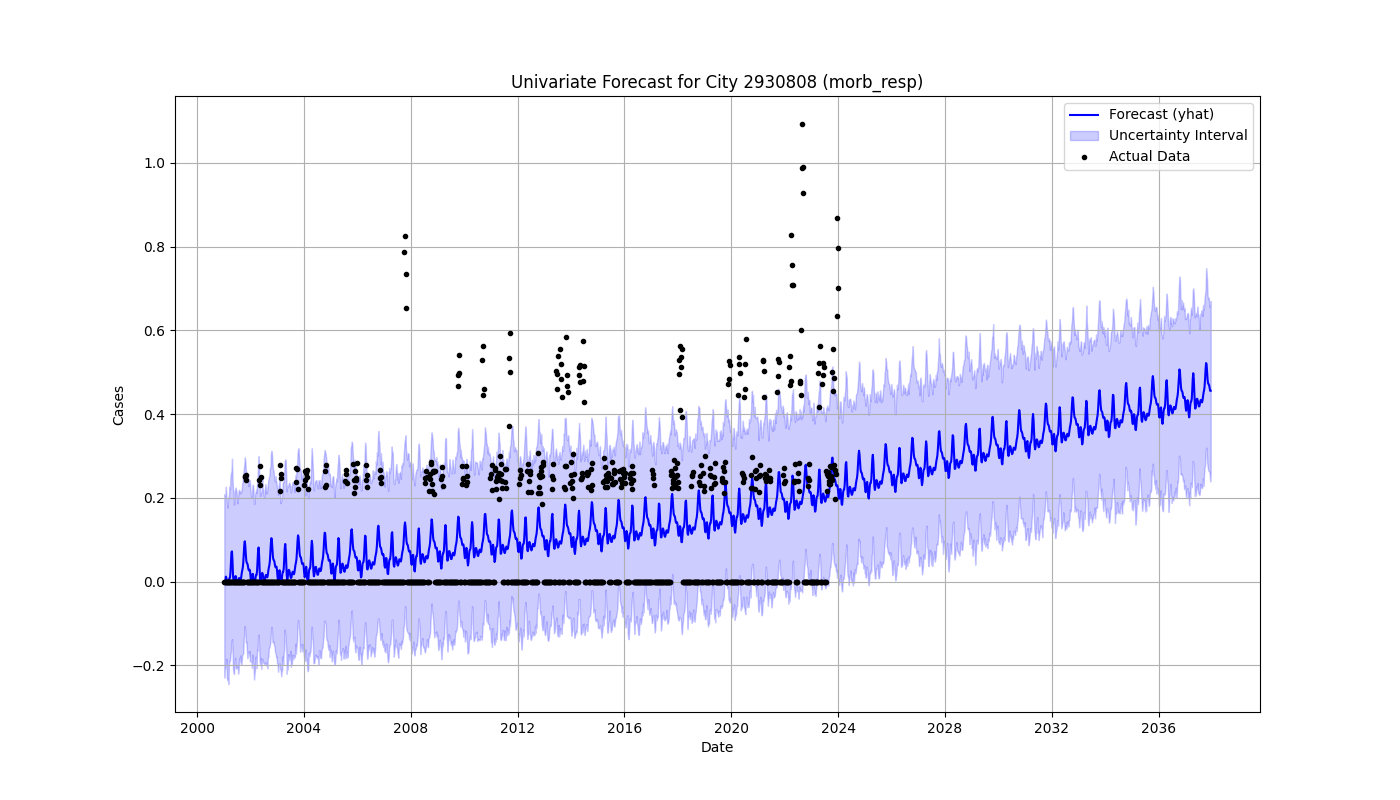 Univariate Forecast for City 2930808 (morb_resp)
Forecast (yhat)
Uncertainty Interval
Actual Data
Cases
1.0
0.8
0.6
0.4
0.2
0.0
−0.2
2000 2004 2008 2012 2016 2020 2024 2028 2032 2036
Date